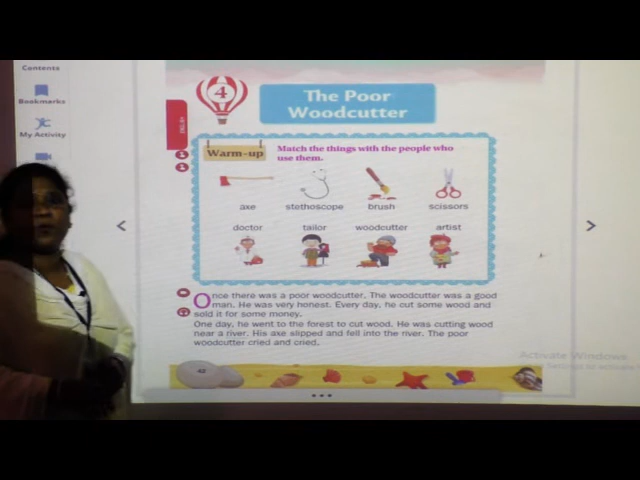 Contents
Bookmarks
My Activity
4
The Poor
Woodcutter
Warm-up
Match the things with the people who
use them.
axe stethoscope brush scissors
doctor tailor woodcutter artist
Once there was a poor woodcutter. The woodcutter was a good
man. He was very honest. Every day, he cut some wood and
sold it for some money.
One day, he went to the forest to cut wood. He was cutting wood
near a river. His axe slipped and fell into the river. The poor
woodcutter cried and cried.
62
Activate Windows